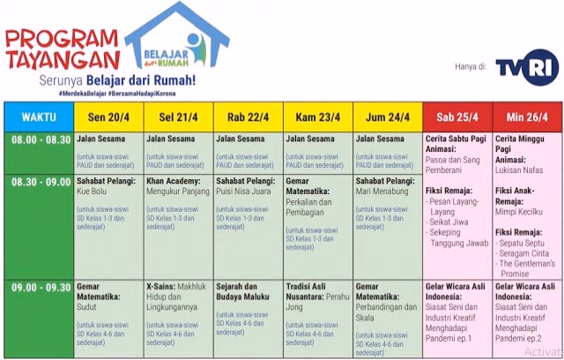 PROGRAM
TAYANGAN
BELAJAR
dari RUMAH
Serunya Belajar dari Rumah!
#MerdekaBelajar #BersamaHadapiKorona
Hanya di: TVRI
WAKTU Sen 20/4 Sel 21/4 Rab 22/4 Kam 23/4 Jum 24/4 Sab 25/4 Min 26/4
08.00 - 08.30
Jalan Sesama
(untuk siswa-siswi
PAUD dan sederajat)
Jalan Sesama
(untuk siswa-siswi
PAUD dan sederajat)
Jalan Sesama
(untuk siswa-siswi
PAUD dan sederajat)
Jalan Sesama
(untuk siswa-siswi
PAUD dan sederajat)
Jalan Sesama
(untuk siswa-siswi
PAUD dan sederajat)
Cerita Sabtu Pagi
Animasi:
Pasoa dan Sang
Pemberani
Cerita Minggu
Pagi
Animasi:
Lukisan Nafas
08.30 - 09.00
Sahabat Pelangi:
Kue Bolu
(untuk siswa-siswi
SD Kelas 1-3 dan
sederajat)
Khan Academy:
Mengukur Panjang
(untuk siswa-siswi
SD Kelas 1-3 dan
sederajat)
Sahabat Pelangi:
Puisi Nisa Juara
(untuk siswa-siswi
SD Kelas 1-3 dan
sederajat)
Gemar
Matematika:
Perkalian dan
Pembagian
(untuk siswa-siswi
SD Kelas 1-3 dan
sederajat)
Sahabat Pelangi:
Mari Menabung
(untuk siswa-siswi
SD Kelas 1-3 dan
sederajat)
Fiksi Remaja:
- Pesan Layang-
Layang
- Seikat Jiwa
- Sekeping
Tanggung Jawab
Fiksi Anak-
Remaja:
Mimpi Kecilku
Fiksi Remaja:
- Sepatu Septu
- Seragam Cinta
- The Gentleman's
Promise
09.00 - 09.30
Gemar
Matematika:
Sudut
(untuk siswa-siswi
SD Kelas 4-6 dan
sederajat)
X-Sains: Makhluk
Hidup dan
Lingkungannya
(untuk siswa-siswi
SD Kelas 4-6 dan
sederajat)
Sejarah dan
Budaya Maluku
(untuk siswa-siswi
SD Kelas 4-6 dan
sederajat)
Tradisi Asli
Nusantara: Perahu
Jong
(untuk siswa-siswi
SD Kelas 4-6 dan
sederajat)
Gemar
Matematika:
Perbandingan dan
Skala
(untuk siswa-siswi
SD Kelas 4-6 dan
sederajat)
Gelar Wicara Asli
Indonesia:
Siasat Seni dan
Industri Kreatif
Menghadapi
Pandemi ep.1
Gelar Wicara Asli
Indonesia:
Siasat Seni dan
Industri Kreatif
Menghadapi
Pandemi ep.2
Activat